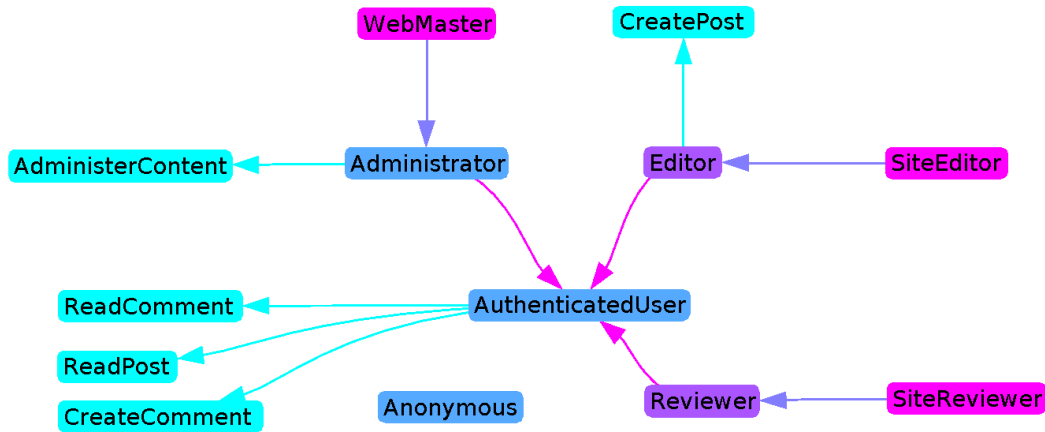 WebMaster
CreatePost
AdministerContent
Administrator
Editor
SiteEditor
ReadComment
AuthenticatedUser
ReadPost
CreateComment
Anonymous
Reviewer
SiteReviewer